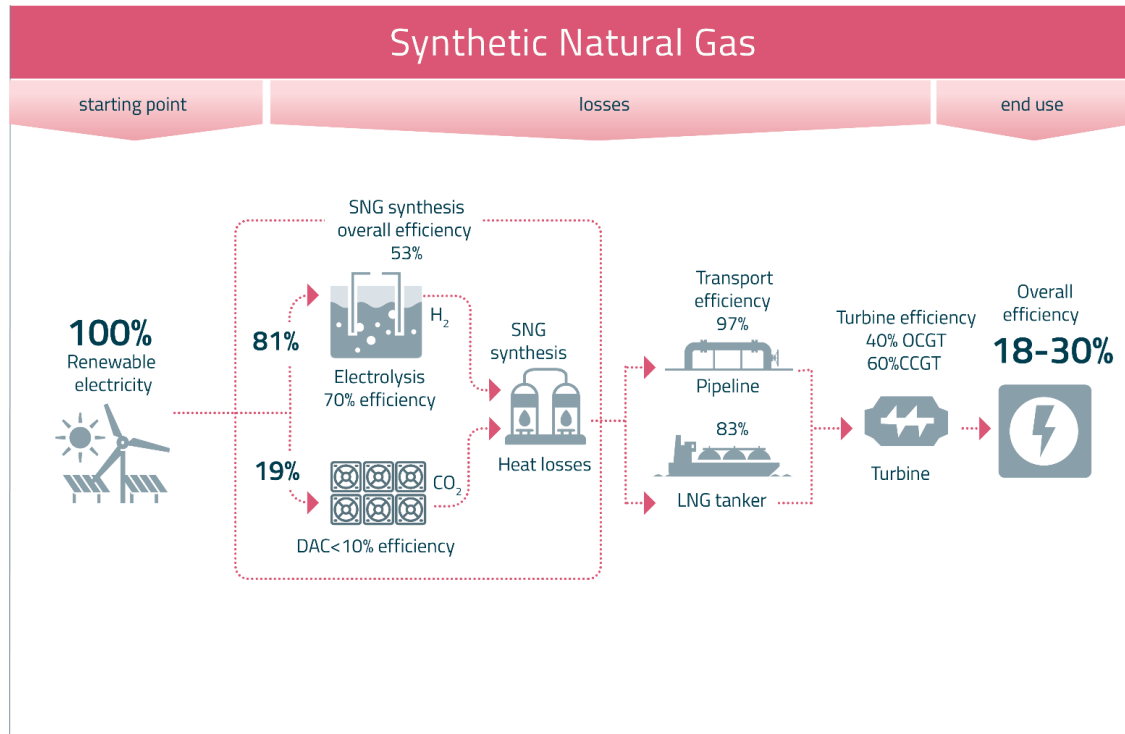 Synthetic Natural Gas
starting point
losses
end use
SNG synthesis
overall efficiency
53%
100%
Renewable
electricity
81%
H₂
Electrolysis
70% efficiency
19%
CO₂
DAC<10% efficiency
SNG
synthesis
Heat losses
Transport
efficiency
97%
Pipeline
83%
LNG tanker
Turbine efficiency
40% OCGT
60%CCGT
Turbine
Overall
efficiency
18-30%